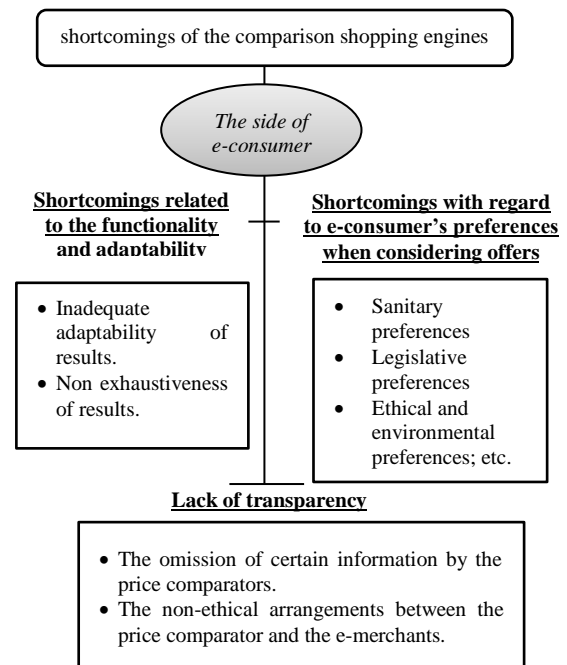 shortcomings of the comparison shopping engines
The side of
e-consumer
Shortcomings related
to the functionality
and adaptability
Shortcomings with regard
to e-consumer’s preferences
when considering offers
• Inadequate
adaptability of
results.
• Non exhaustiveness
of results.
• Sanitary
preferences
• Legislative
preferences
• Ethical and
environmental
preferences; etc.
Lack of transparency
• The omission of certain information by the
price comparators.
• The non-ethical arrangements between the
price comparator and the e-merchants.